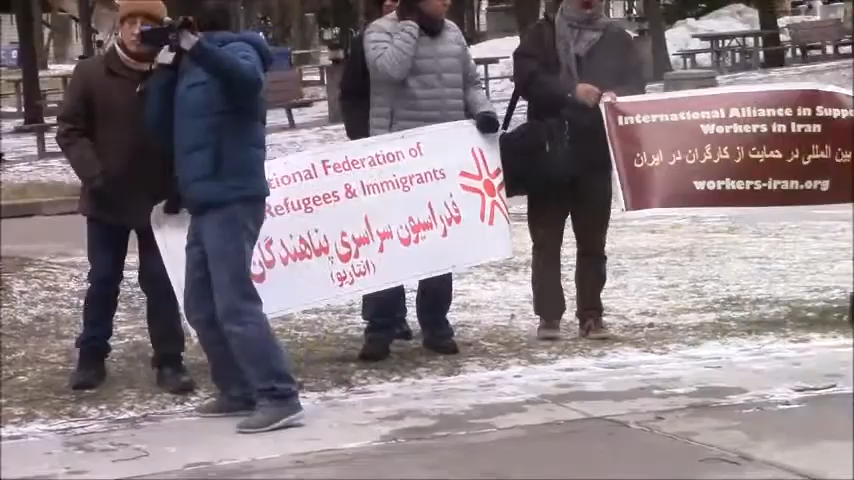 ional Federation of
Refugees & Immigrants
فدراسیون سراسری پناهندگان
(انتاریو)
International Alliance in Suppo
Workers in Iran
بین المللی در حمایت از کارگران در ایران
workers-iran.org